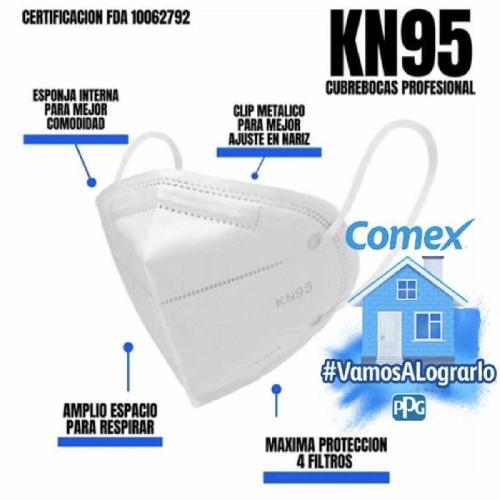 CERTIFICACION FDA 10062792
KN95
CUBREBOCAS PROFESIONAL
ESPONJA INTERNA
PARA MEJOR
COMODIDAD
CLIP METALICO
PARA MEJOR
AJUSTE EN NARIZ
KN95
Comex
#VamosALograrlo
PPG
AMPLIO ESPACIO
PARA RESPIRAR
MAXIMA PROTECCION
4 FILTROS